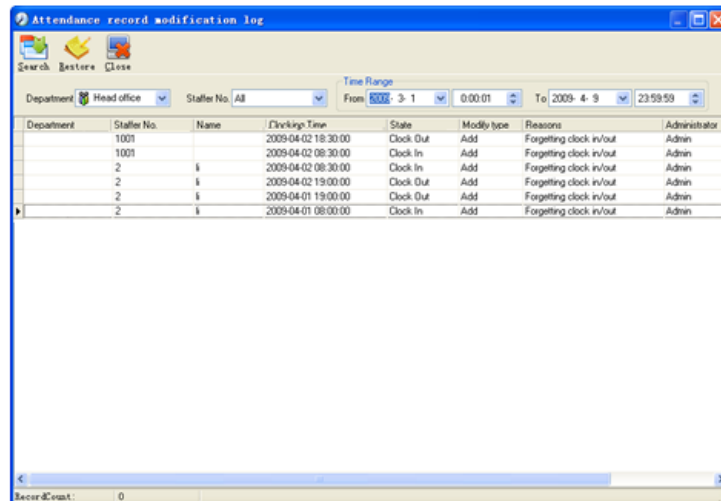 Attendance record modification log
Search Restore Close
Time Range
Department Head office Staffer No. All From 2009- 3- 1 0:00:01 To 2009- 4- 9 23:59:59
Department Staffer No. Name Clocking Time State Modify type Reasons Administrator
1001 2009-04-02 18:30:00 Clock Out Add Forgetting clock in/out Admin
1001 2009-04-02 08:30:00 Clock In Add Forgetting clock in/out Admin
2 li 2009-04-02 08:30:00 Clock In Add Forgetting clock in/out Admin
2 li 2009-04-02 19:00:00 Clock Out Add Forgetting clock in/out Admin
2 li 2009-04-01 19:00:00 Clock Out Add Forgetting clock in/out Admin
2 li 2009-04-01 08:00:00 Clock In Add Forgetting clock in/out Admin
RecordCount: 0